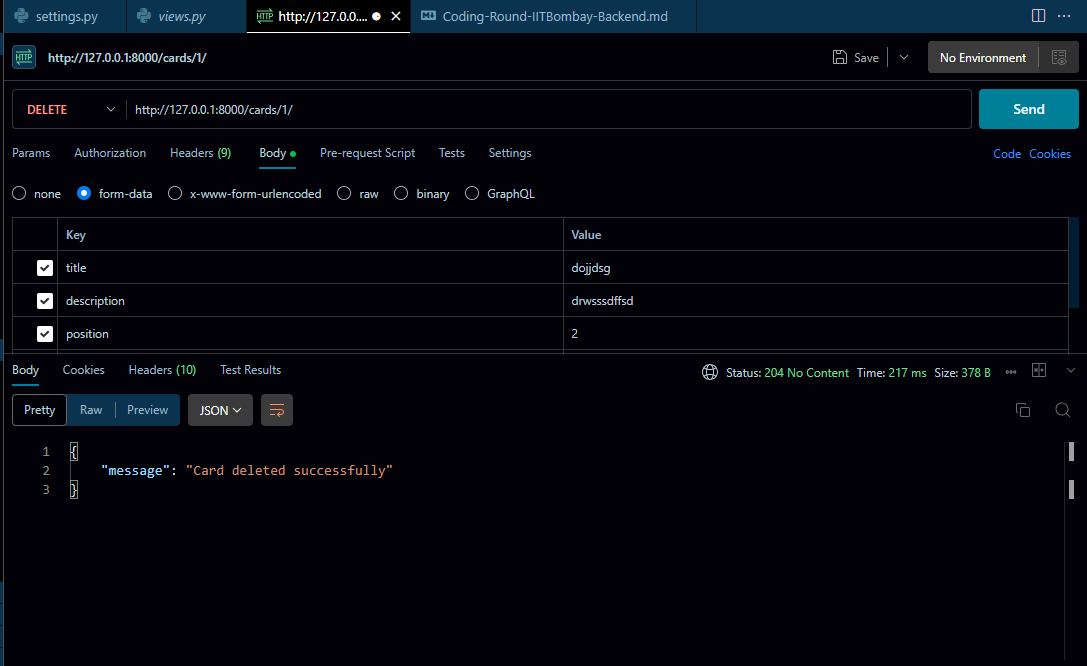 settings.py views.py HTTP http://127.0.0.... Coding-Round-IITBombay-Backend.md ...
HTTP http://127.0.0.1:8000/cards/1/ Save No Environment
DELETE http://127.0.0.1:8000/cards/1/ Send
Params Authorization Headers (9) Body Pre-request Script Tests Settings Code Cookies
none form-data x-www-form-urlencoded raw binary GraphQL
Key Value
title dojjdsg
description drwsssdffsd
position 2
Body Cookies Headers (10) Test Results Status: 204 No Content Time: 217 ms Size: 378 B
Pretty Raw Preview JSON
1 {
2 "message": "Card deleted successfully"
3 }